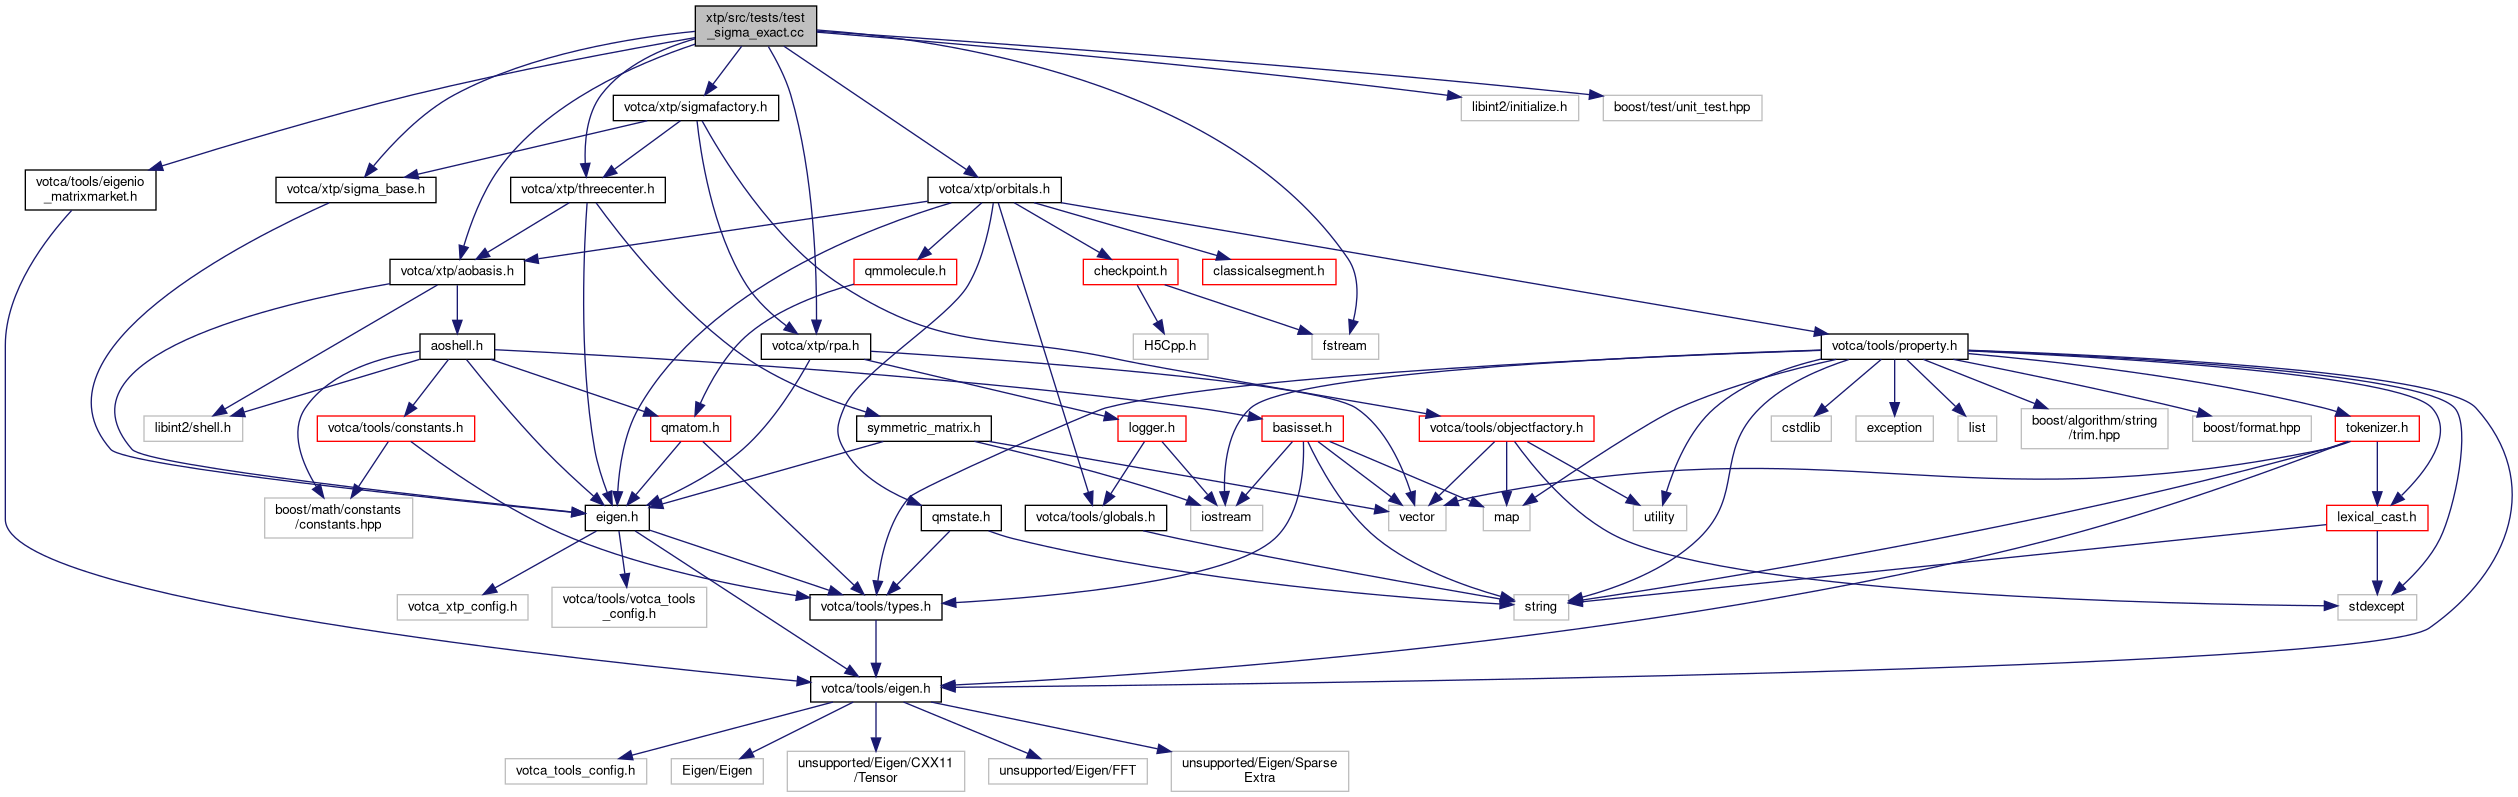 xtp/src/tests/test
_sigma_exact.cc
votca/xtp/sigmafactory.h
libint2/initialize.h
boost/test/unit_test.hpp
votca/tools/eigenio
_matrixmarket.h
votca/xtp/sigma_base.h
votca/xtp/threecenter.h
votca/xtp/orbitals.h
votca/xtp/aobasis.h
qmmolecule.h
checkpoint.h
classicalsegment.h
aoshell.h
votca/xtp/rpa.h
H5Cpp.h
fstream
votca/tools/property.h
libint2/shell.h
votca/tools/constants.h
qmatom.h
symmetric_matrix.h
logger.h
basisset.h
votca/tools/objectfactory.h
cstdlib
exception
list
boost/algorithm/string
/trim.hpp
boost/format.hpp
tokenizer.h
boost/math/constants
/constants.hpp
eigen.h
qmstate.h
votca/tools/globals.h
iostream
vector
map
utility
lexical_cast.h
votca_xtp_config.h
votca/tools/votca_tools
_config.h
votca/tools/types.h
string
stdexcept
votca/tools/eigen.h
votca_tools_config.h
Eigen/Eigen
unsupported/Eigen/CXX11
/Tensor
unsupported/Eigen/FFT
unsupported/Eigen/Sparse
Extra